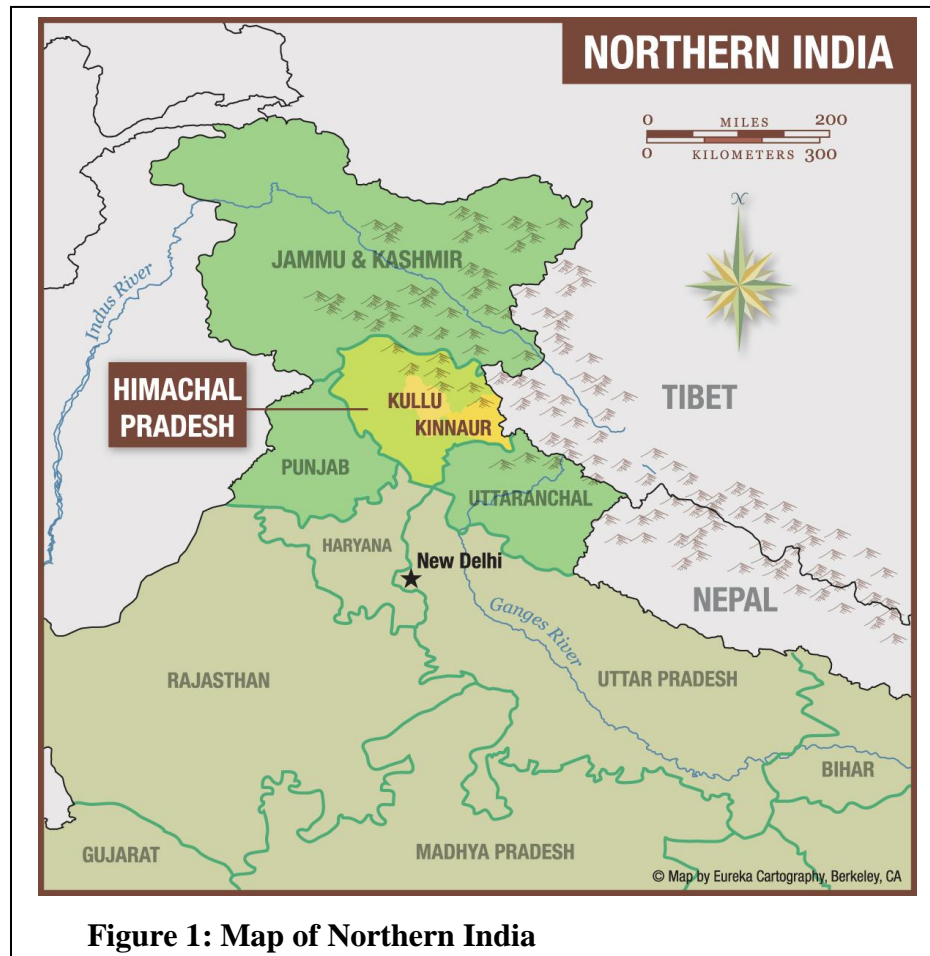 NORTHERN INDIA
0 MILES 200
0 KILOMETERS 300
N
JAMMU & KASHMIR
Indus River
HIMACHAL
PRADESH
KULLU
KINNAUR
TIBET
PUNJAB
UTTARANCHAL
HARYANA
New Delhi
NEPAL
Ganges River
RAJASTHAN
UTTAR PRADESH
BIHAR
GUJARAT
MADHYA PRADESH
© Map by Eureka Cartography, Berkeley, CA
Figure 1: Map of Northern India